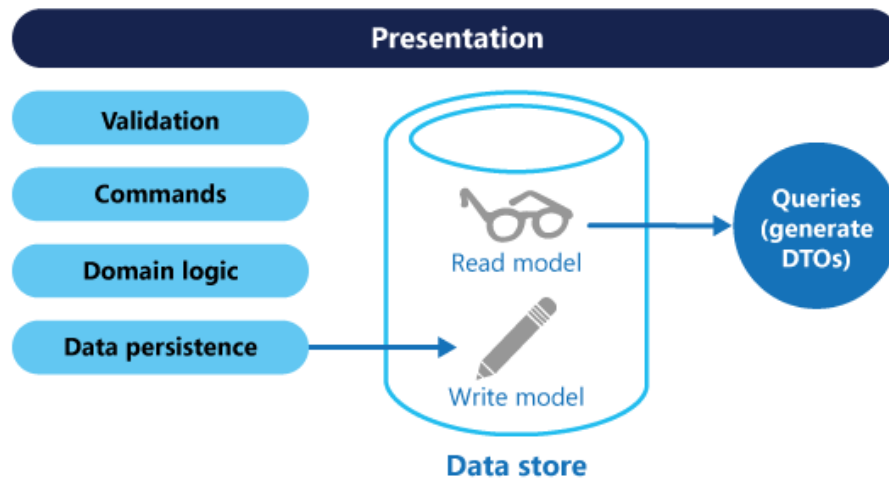 Presentation
Validation
Commands
Domain logic
Data persistence
Read model
Write model
Data store
Queries
(generate
DTOs)